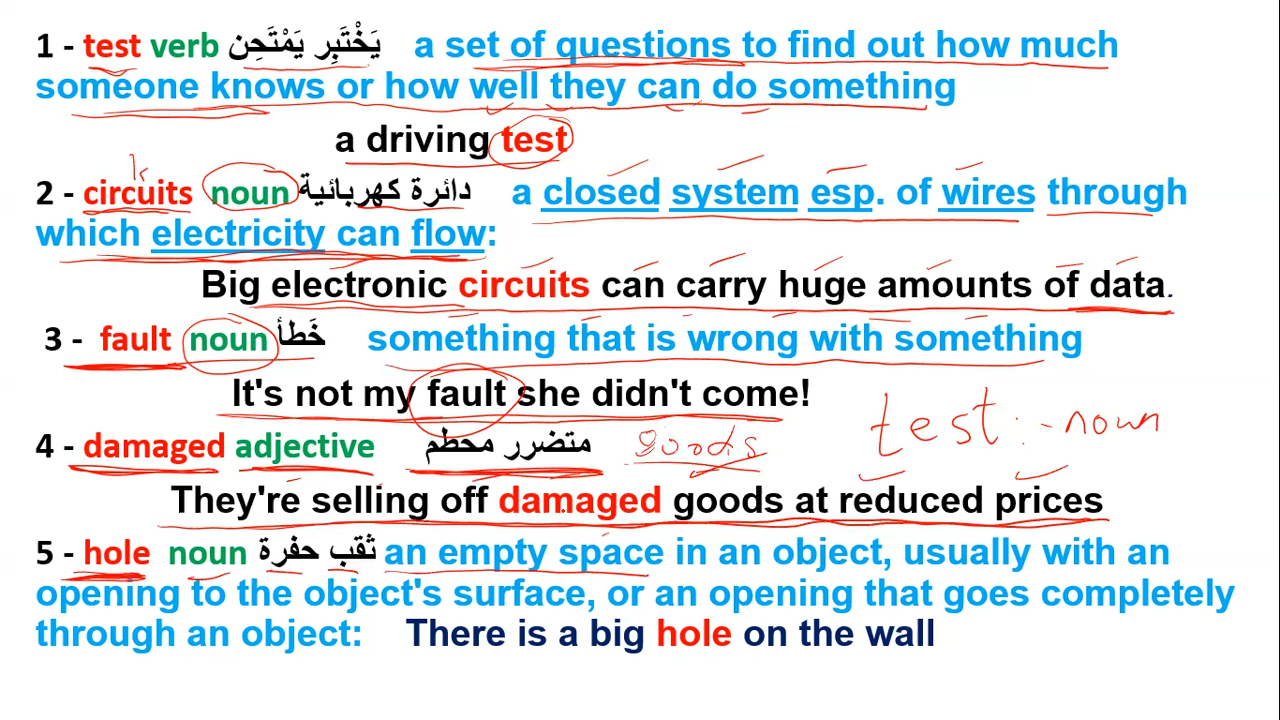 1 - test verb يَخْتَبِر يَمْتَحِن a set of questions to find out how much
someone knows or how well they can do something
a driving test
2 - circuits noun دائرة كهربائية a closed system esp. of wires through
which electricity can flow:
Big electronic circuits can carry huge amounts of data.
3 - fault noun خَطأ something that is wrong with something
It's not my fault she didn't come!
test :- noun
4 - damaged adjective متضرر محطم goods
They're selling off damaged goods at reduced prices
5 - hole noun ثقب حفرة an empty space in an object, usually with an
opening to the object's surface, or an opening that goes completely
through an object: There is a big hole on the wall